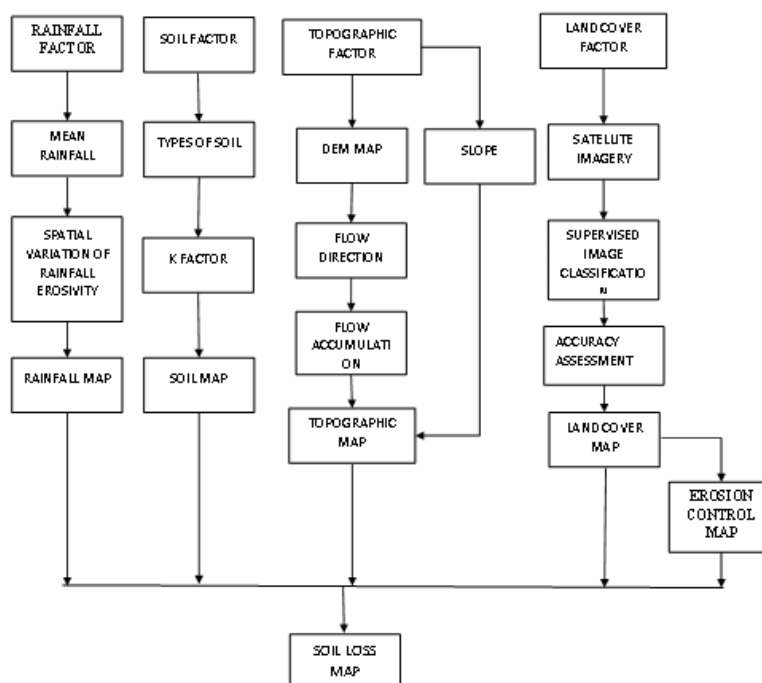 RAINFALL
FACTOR
MEAN
RAINFALL
SPATIAL
VARIATION OF
RAINFALL
EROSIVITY
RAINFALL MAP
SOIL FACTOR
TYPES OF SOIL
K FACTOR
SOIL MAP
TOPOGRAPHIC
FACTOR
DEM MAP
SLOPE
FLOW
DIRECTION
FLOW
ACCUMULATI
ON
TOPOGRAPHIC
MAP
LANDCOVER
FACTOR
SATELLITE
IMAGERY
SUPERVISED
IMAGE
CLASSIFICATIO
N
ACCURACY
ASSESSMENT
LANDCOVER
MAP
EROSION
CONTROL
MAP
SOIL LOSS
MAP